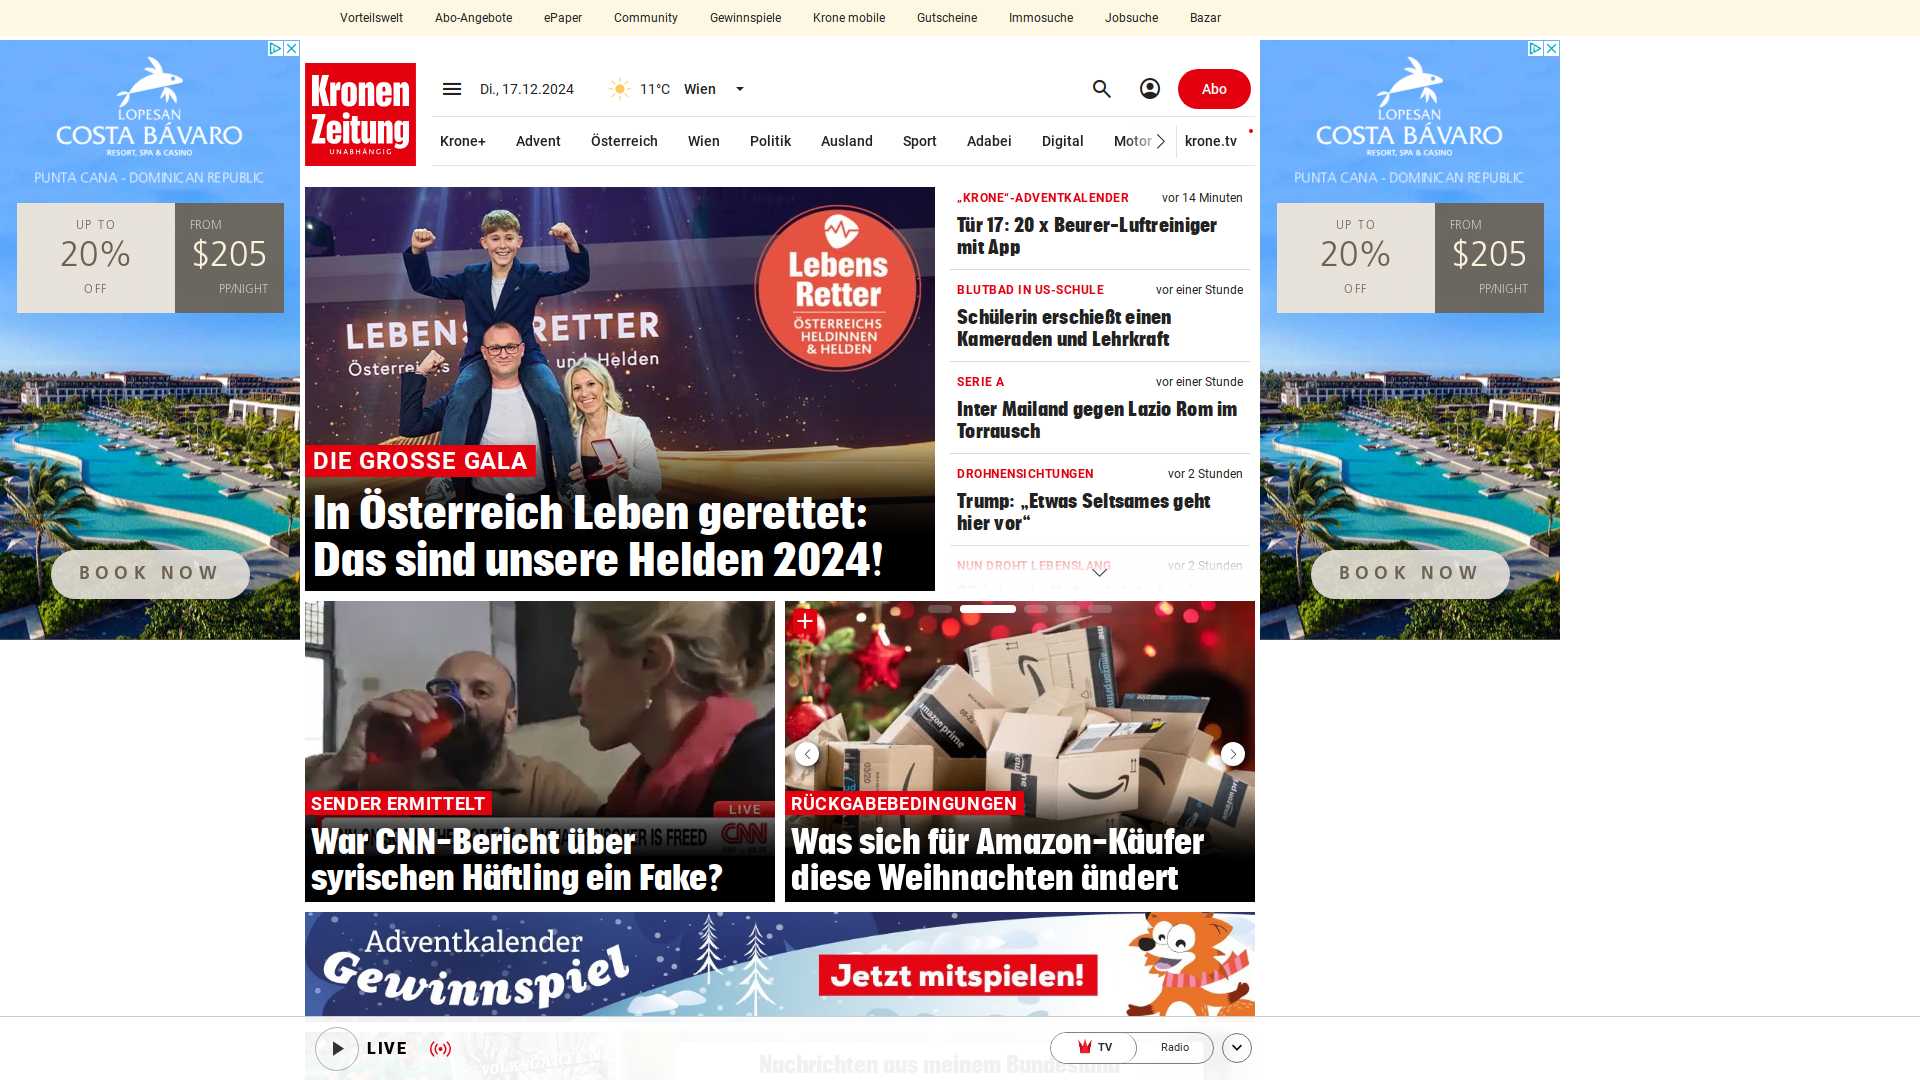 Vorteilswelt
Abo-Angebote
ePaper
Community
Gewinnspiele
Krone mobile
Gutscheine
Immosuche
Jobsuche
Bazar
LOPESAN
COSTA BÁVARO
RESORT, SPA & CASINO
PUNTA CANA - DOMINICAN REPUBLIC
UP TO
20%
OFF
FROM
$205
PP/NIGHT
BOOK NOW
Kronen
Zeitung
UNABHÄNGIG
Di., 17.12.2024
11°C
Wien
Abo
Krone+
Advent
Österreich
Wien
Politik
Ausland
Sport
Adabei
Digital
Motor
krone.tv
LEBENSRETTER
Österreichs
und Helden
Lebens
Retter
ÖSTERREICHS
HELDINNEN
& HELDEN
DIE GROSSE GALA
In Österreich Leben gerettet:
Das sind unsere Helden 2024!
„KRONE“-ADVENTKALENDER
vor 14 Minuten
Tür 17: 20 x Beurer-Luftreiniger
mit App
BLUTBAD IN US-SCHULE
vor einer Stunde
Schülerin erschießt einen
Kameraden und Lehrkraft
SERIE A
vor einer Stunde
Inter Mailand gegen Lazio Rom im
Torrausch
DROHNENSICHTUNGEN
vor 2 Stunden
Trump: „Etwas Seltsames geht
hier vor“
NUN DROHT LEBENSLANG
vor 2 Stunden
LIVE
IS FREED
CNN
SENDER ERMITTELT
War CNN-Bericht über
syrischen Häftling ein Fake?
amazon prime
RÜCKGABEBEDINGUNGEN
Was sich für Amazon-Käufer
diese Weihnachten ändert
LOPESAN
COSTA BÁVARO
RESORT, SPA & CASINO
PUNTA CANA - DOMINICAN REPUBLIC
UP TO
20%
OFF
FROM
$205
PP/NIGHT
BOOK NOW
Adventkalender
Gewinnspiel
Jetzt mitspielen!
Nachrichten aus meinem Bundesland
LIVE
TV
Radio